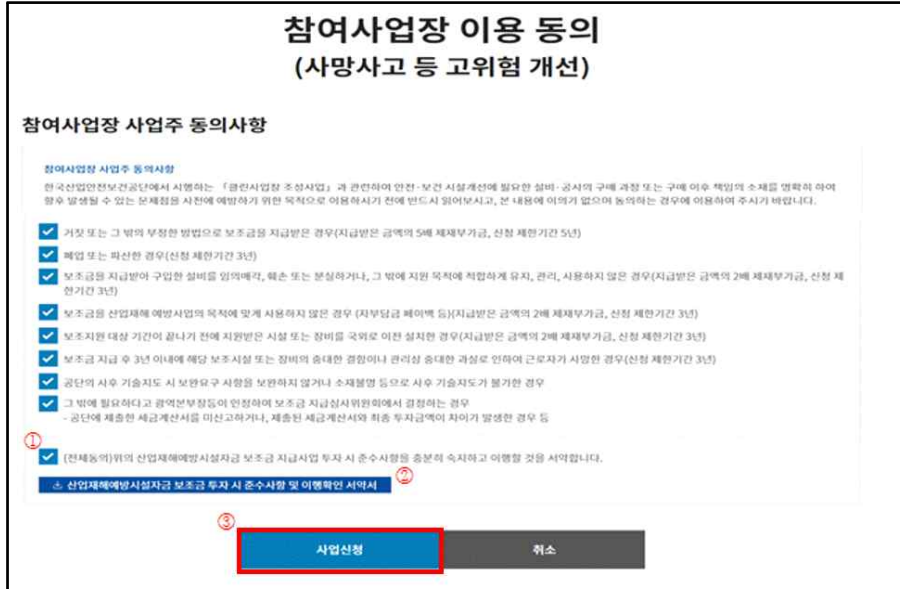 참여사업장 이용 동의
(사망사고 등 고위험 개선)
참여사업장 사업주 동의사항
참여사업장 사업주 동의사항
한국산업안전보건공단에서 시행하는 「클린사업장 조성사업」과 관련하여 안전·보건 시설개선에 필요한 설비·공사의 구매 과정 또는 구매 이후 책임의 소재를 명확히 하여
향후 발생될 수 있는 문제점을 사전에 예방하기 위한 목적으로 이용하시기 전에 반드시 읽어보시고, 본 내용에 이의가 없으며 동의하는 경우에 이용하여 주시기 바랍니다.
거짓 또는 그 밖의 부정한 방법으로 보조금을 지급받은 경우(지급받은 금액의 5배 제재부가금, 신청 제한기간 5년)
폐업 또는 파산한 경우(신청 제한기간 3년)
보조금을 지급받아 구입한 설비를 임의매각, 훼손 또는 분실하거나, 그 밖에 지원 목적에 적합하게 유지, 관리, 사용하지 않은 경우(지급받은 금액의 2배 제재부가금, 신청 제
한기간 3년)
보조금을 산업재해 예방사업의 목적에 맞게 사용하지 않은 경우 (자부담금 페이백 등)(지급받은 금액의 2배 제재부가금, 신청 제한기간 3년)
보조지원 대상 기간이 끝나기 전에 지원받은 시설 또는 장비를 국외로 이전 설치한 경우(지급받은 금액의 2배 제재부가금, 신청 제한기간 3년)
보조금 지급 후 3년 이내에 해당 보조시설 또는 장비의 중대한 결함이나 관리상 중대한 과실로 인하여 근로자가 사망한 경우(신청 제한기간 3년)
공단의 사후 기술지도 시 보완요구 사항을 보완하지 않거나 소재불명 등으로 사후 기술지도가 불가한 경우
그 밖에 필요하다고 광역본부장등이 인정하여 보조금 지급심사위원회에서 결정하는 경우
- 공단에 제출한 세금계산서를 미신고하거나, 제출된 세금계산서와 최종 투자금액이 차이가 발생한 경우 등
①
(전체동의)위의 산업재해예방시설자금 보조금 지급사업 투자 시 준수사항을 충분히 숙지하고 이행할 것을 서약합니다.
산업재해예방시설자금 보조금 투자 시 준수사항 및 이행확인 서약서 ②
③
사업신청 취소